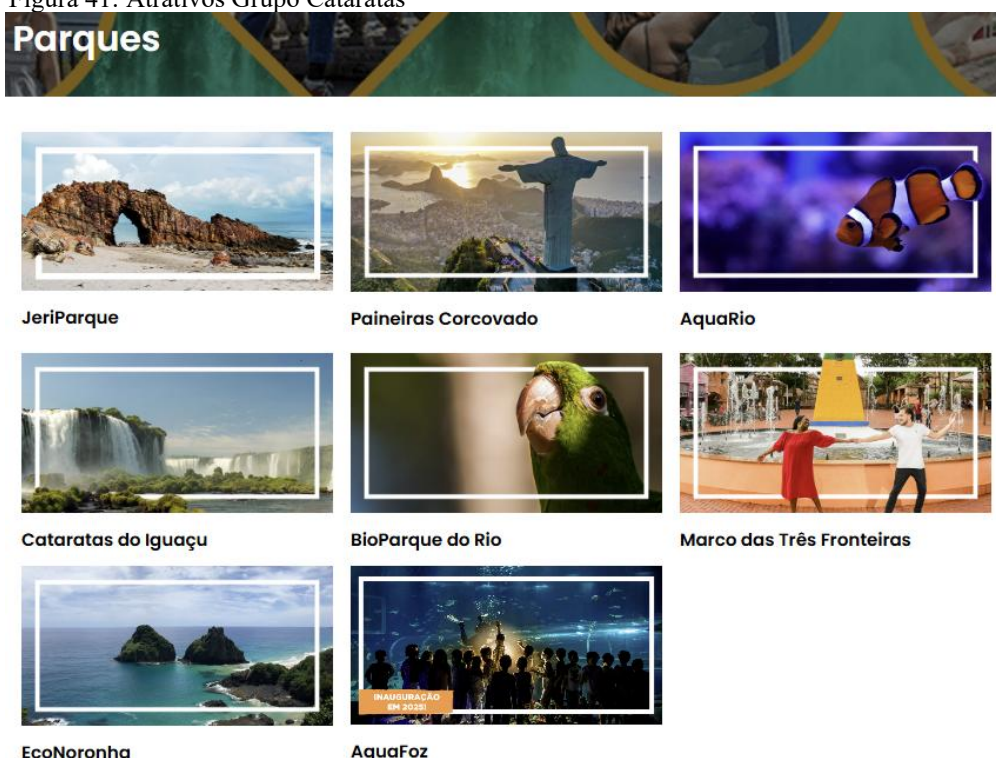 Figura 41: Atrativos Grupo Cataratas
Parques
JeriParque
Paineiras Corcovado
AquaRio
Cataratas do Iguaçu
BioParque do Rio
Marco das Três Fronteiras
INAUGURAÇÃO
EM 2025!
EcoNoronha
AquaFoz